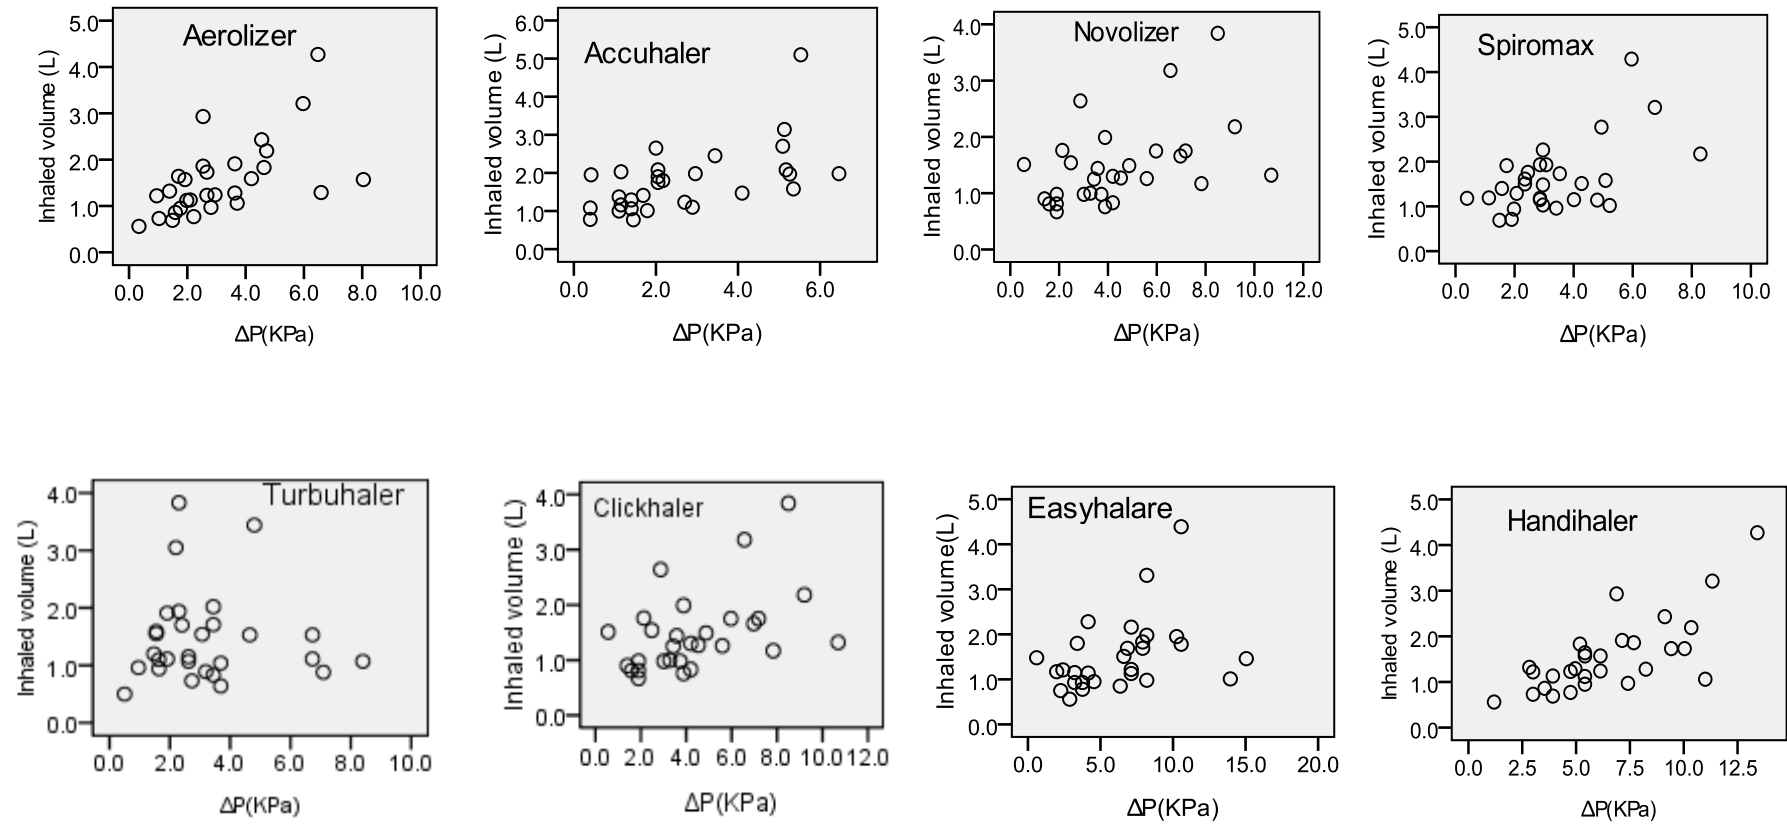 Aerolizer
Inhaled volume (L)
5.0
4.0
3.0
2.0
1.0
0.0
0.0 2.0 4.0 6.0 8.0 10.0
ΔP(KPa)
Accuhaler
Inhaled volume (L)
6.0
5.0
4.0
3.0
2.0
1.0
0.0
0.0 2.0 4.0 6.0
ΔP(KPa)
Novolizer
Inhaled volume (L)
4.0
3.0
2.0
1.0
0.0
0.0 2.0 4.0 6.0 8.0 10.0 12.0
ΔP(KPa)
Spiromax
Inhaled volume (L)
5.0
4.0
3.0
2.0
1.0
0.0
0.0 2.0 4.0 6.0 8.0 10.0
ΔP(KPa)
Turbuhaler
Inhaled volume (L)
4.0
3.0
2.0
1.0
0.0
0.0 2.0 4.0 6.0 8.0 10.0
ΔP(KPa)
Clickhaler
Inhaled volume (L)
4.0
3.0
2.0
1.0
0.0
0.0 2.0 4.0 6.0 8.0 10.0 12.0
ΔP(KPa)
Easyhalare
Inhaled volume(L)
5.0
4.0
3.0
2.0
1.0
0.0
0.0 5.0 10.0 15.0 20.0
ΔP(KPa)
Handihaler
Inhaled volume (L)
5.0
4.0
3.0
2.0
1.0
0.0
0.0 2.5 5.0 7.5 10.0 12.5
ΔP(KPa)